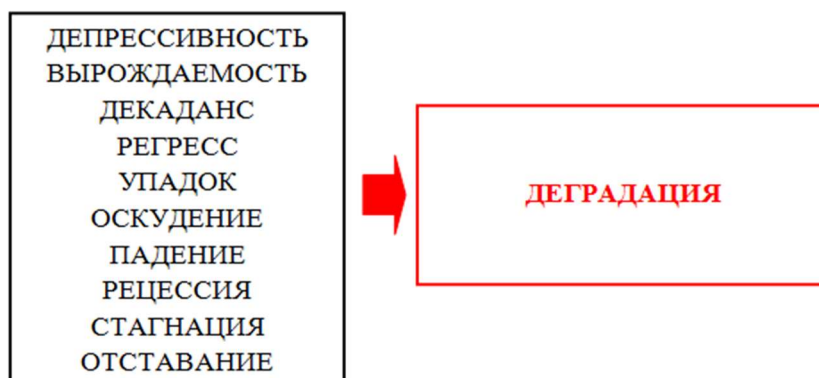 ДЕПРЕССИВНОСТЬ
ВЫРОЖДАЕМОСТЬ
ДЕКАДАНС
РЕГРЕСС
УПАДОК
ОСКУДЕНИЕ
ПАДЕНИЕ
РЕЦЕССИЯ
СТАГНАЦИЯ
ОТСТАВАНИЕ
ДЕГРАДАЦИЯ